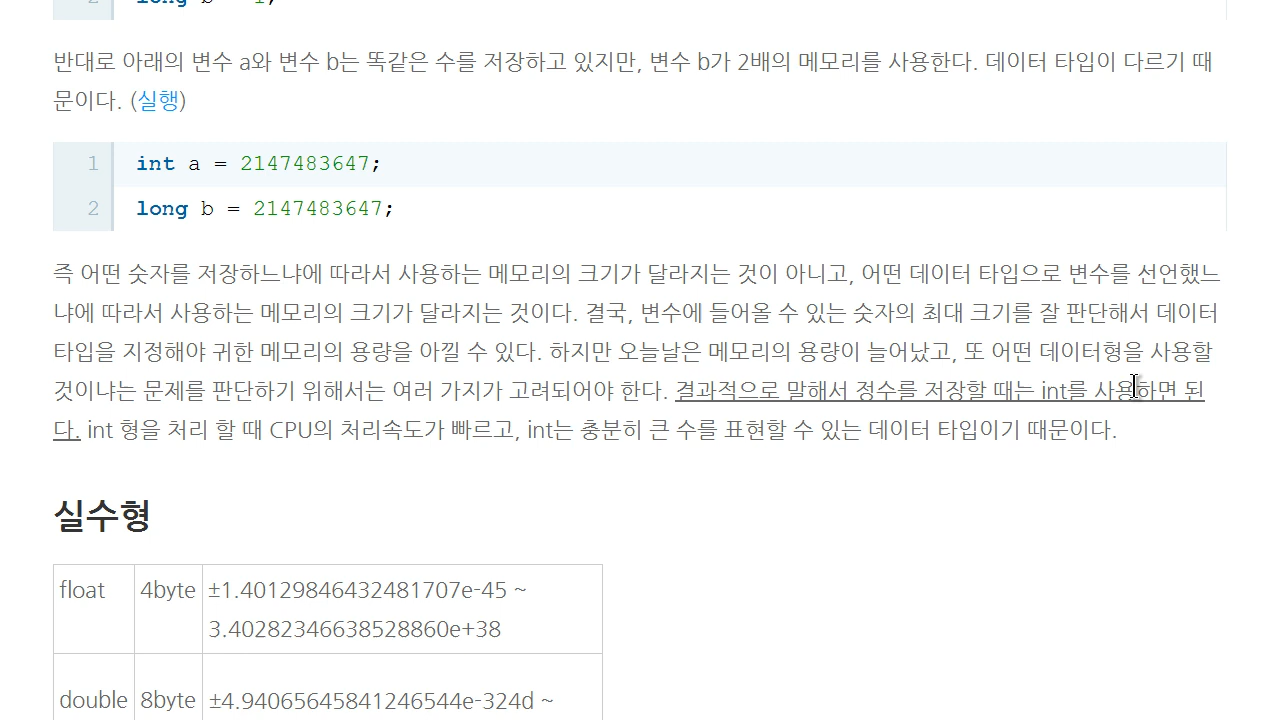 2 long b = 1;
반대로 아래의 변수 a와 변수 b는 똑같은 수를 저장하고 있지만, 변수 b가 2배의 메모리를 사용한다. 데이터 타입이 다르기 때
문이다. (실행)
1 int a = 2147483647;
2 long b = 2147483647;
즉 어떤 숫자를 저장하느냐에 따라서 사용하는 메모리의 크기가 달라지는 것이 아니고, 어떤 데이터 타입으로 변수를 선언했느
냐에 따라서 사용하는 메모리의 크기가 달라지는 것이다. 결국, 변수에 들어올 수 있는 숫자의 최대 크기를 잘 판단해서 데이터
타입을 지정해야 귀한 메모리의 용량을 아낄 수 있다. 하지만 오늘날은 메모리의 용량이 늘어났고, 또 어떤 데이터형을 사용할
것이냐는 문제를 판단하기 위해서는 여러 가지가 고려되어야 한다. 결과적으로 말해서 정수를 저장할 때는 int를 사용하면 된
다. int 형을 처리 할 때 CPU의 처리속도가 빠르고, int는 충분히 큰 수를 표현할 수 있는 데이터 타입이기 때문이다.
실수형
float 4byte ±1.40129846432481707e-45 ~
3.40282346638528860e+38
double 8byte ±4.94065645841246544e-324d ~